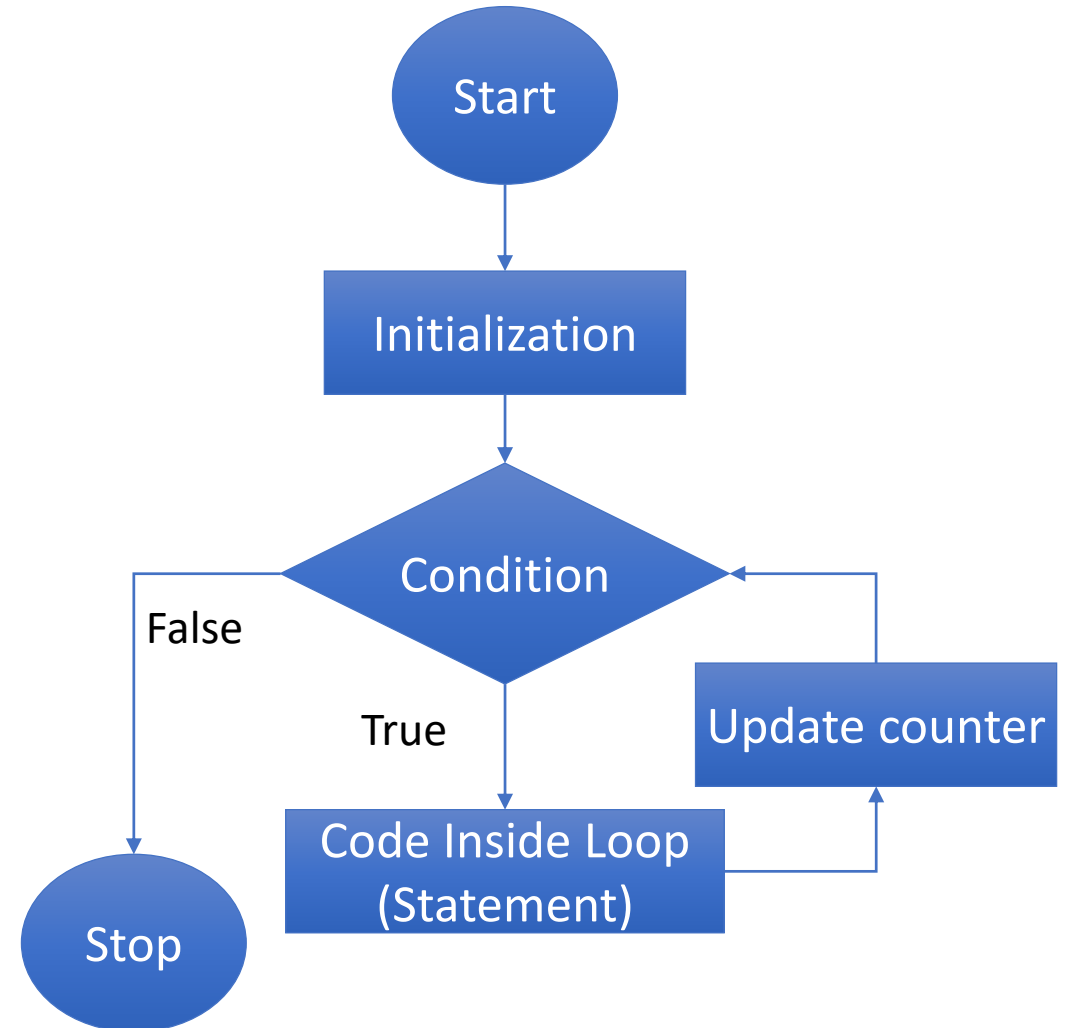 Start
Initialization
Condition
False
True
Update counter
Code Inside Loop
(Statement)
Stop